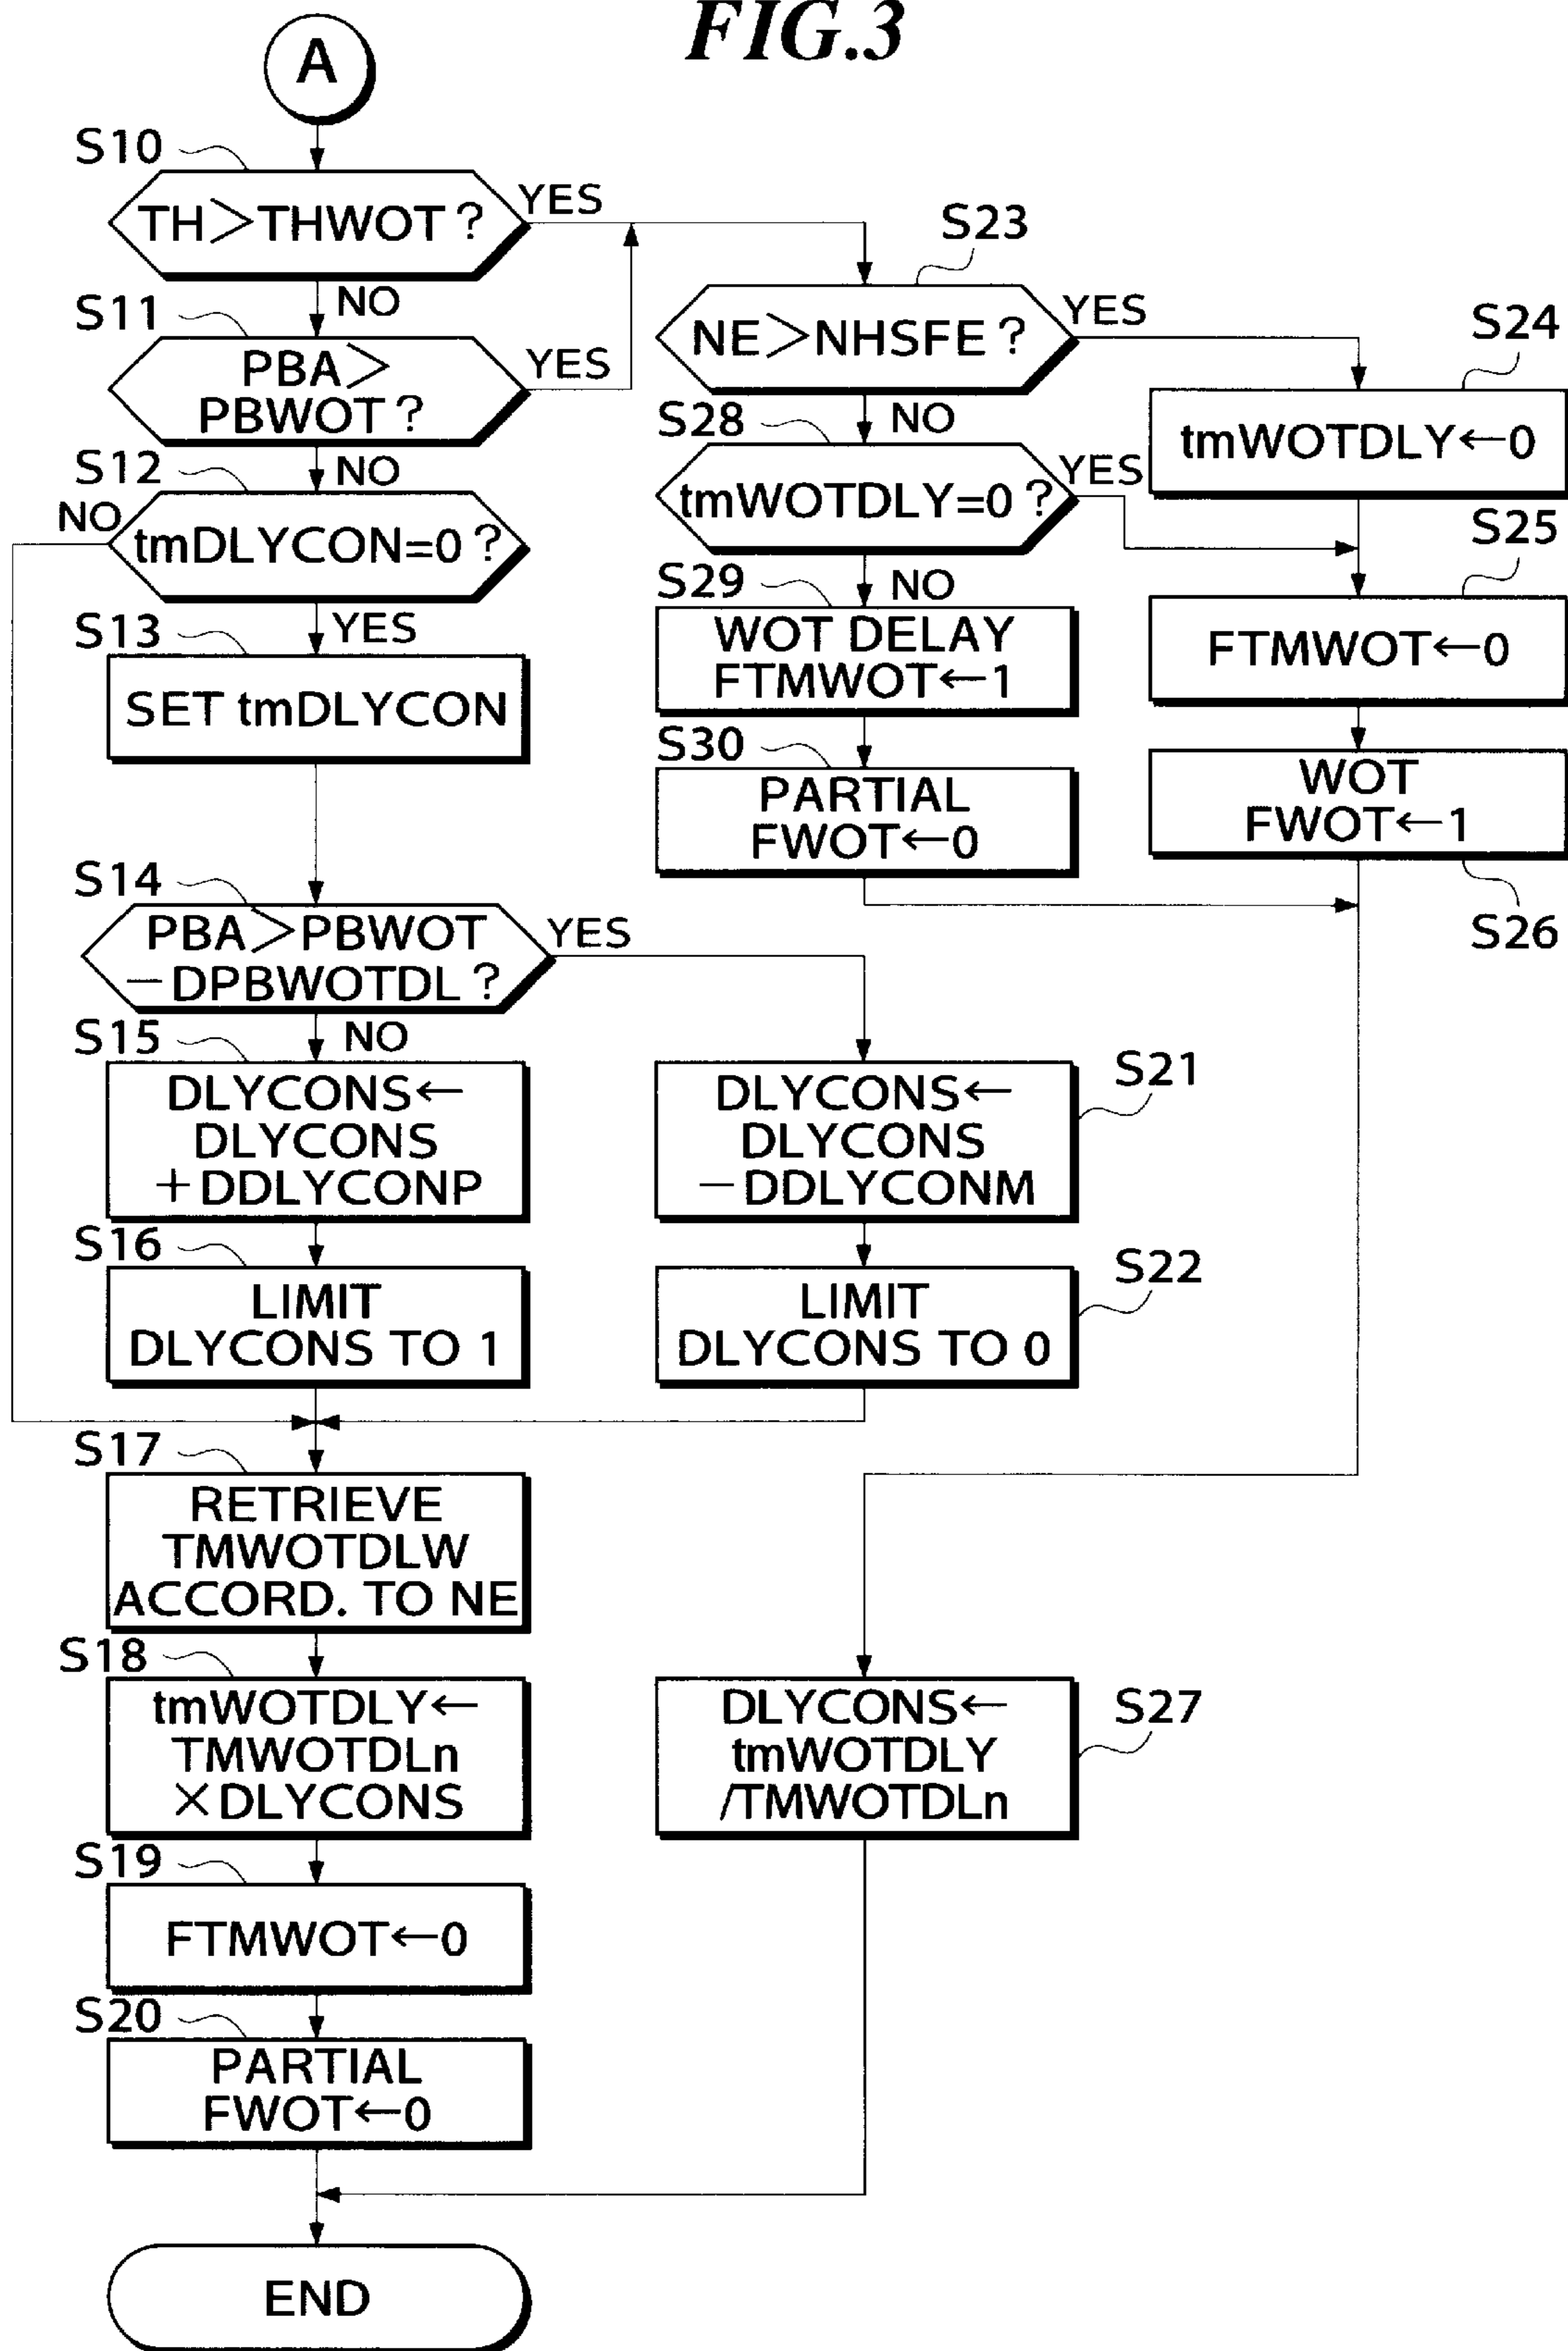 FIG.3
A
S10
TH>THWOT?
YES
NO
S11
PBA>
PBWOT?
YES
NO
S12
NO
tmDLYCON=0?
YES
S13
SET tmDLYCON
S14
PBA>PBWOT
−DPBWOTDL?
YES
NO
S15
DLYCONS←
DLYCONS
+DDLYCONP
S16
LIMIT
DLYCONS TO 1
S17
RETRIEVE
TMWOTDLW
ACCORD. TO NE
S18
tmWOTDLY←
TMWOTDLn
×DLYCONS
S19
FTMWOT←0
S20
PARTIAL
FWOT←0
END
S23
NE>NHSFE?
YES
NO
S28
tmWOTDLY=0?
YES
NO
S29
WOT DELAY
FTMWOT←1
S30
PARTIAL
FWOT←0
S21
DLYCONS←
DLYCONS
−DDLYCONM
S22
LIMIT
DLYCONS TO 0
S27
DLYCONS←
tmWOTDLY
/TMWOTDLn
S24
tmWOTDLY←0
S25
FTMWOT←0
WOT
FWOT←1
S26